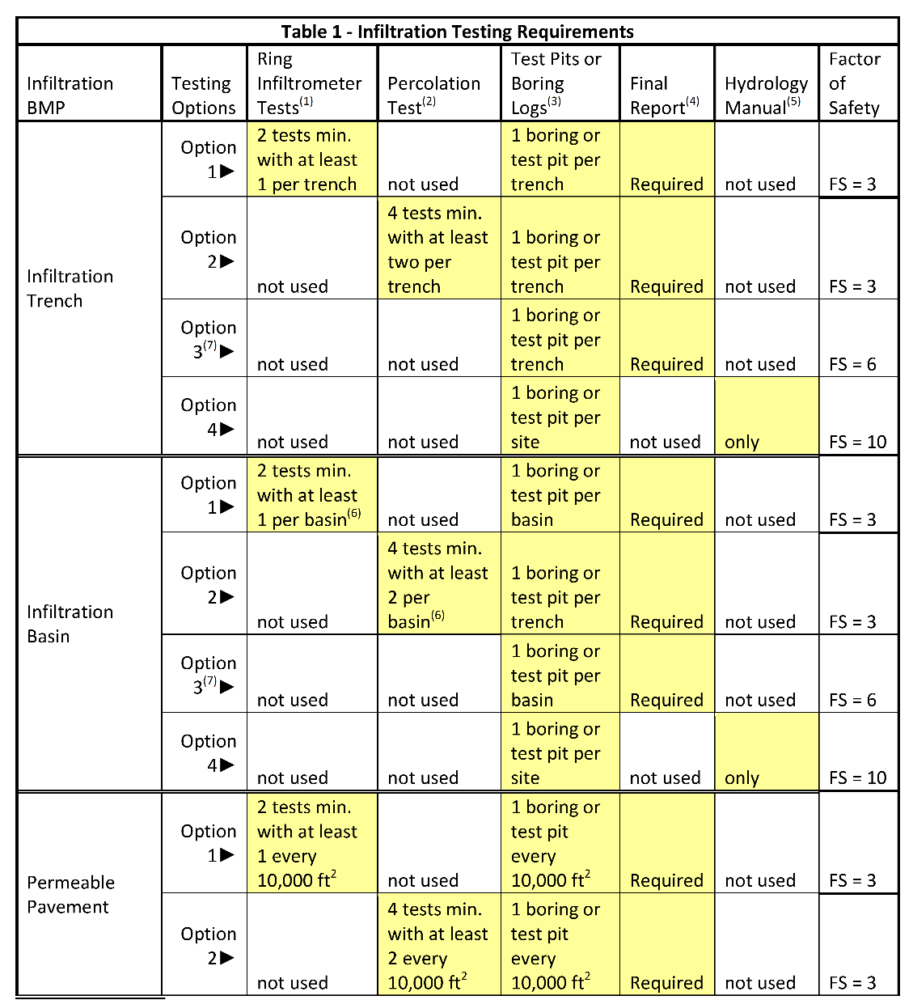 Table 1 - Infiltration Testing Requirements
Infiltration
BMP
Testing
Options
Ring
Infiltrometer
Tests(1)
Percolation
Test(2)
Test Pits or
Boring
Logs(3)
Final
Report(4)
Hydrology
Manual(5)
Factor
of
Safety
Infiltration
Trench
Option
1►
2 tests min.
with at least
1 per trench
not used
1 boring or
test pit per
trench
Required
not used
FS = 3
Option
2►
not used
4 tests min.
with at least
two per
trench
1 boring or
test pit per
trench
Required
not used
FS = 3
Option
3(7)►
not used
not used
1 boring or
test pit per
trench
Required
not used
FS = 6
Option
4►
not used
not used
1 boring or
test pit per
site
not used
only
FS = 10
Infiltration
Basin
Option
1►
2 tests min.
with at least
1 per basin(6)
not used
1 boring or
test pit per
basin
Required
not used
FS = 3
Option
2►
not used
4 tests min.
with at least
2 per
basin(6)
1 boring or
test pit per
trench
Required
not used
FS = 3
Option
3(7)►
not used
not used
1 boring or
test pit per
basin
Required
not used
FS = 6
Option
4►
not used
not used
1 boring or
test pit per
site
not used
only
FS = 10
Permeable
Pavement
Option
1►
2 tests min.
with at least
1 every
10,000 ft2
not used
1 boring or
test pit
every
10,000 ft2
Required
not used
FS = 3
Option
2►
not used
4 tests min.
with at least
2 every
10,000 ft2
1 boring or
test pit
every
10,000 ft2
Required
not used
FS = 3